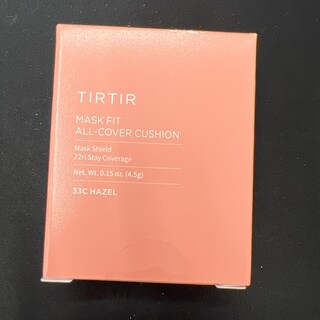 TIRTIR
MASK FIT
ALL-COVER CUSHION
Mask Shield
72H Stay Coverage
Net. Wt. 0.15 oz. (4.5g)
33C HAZEL